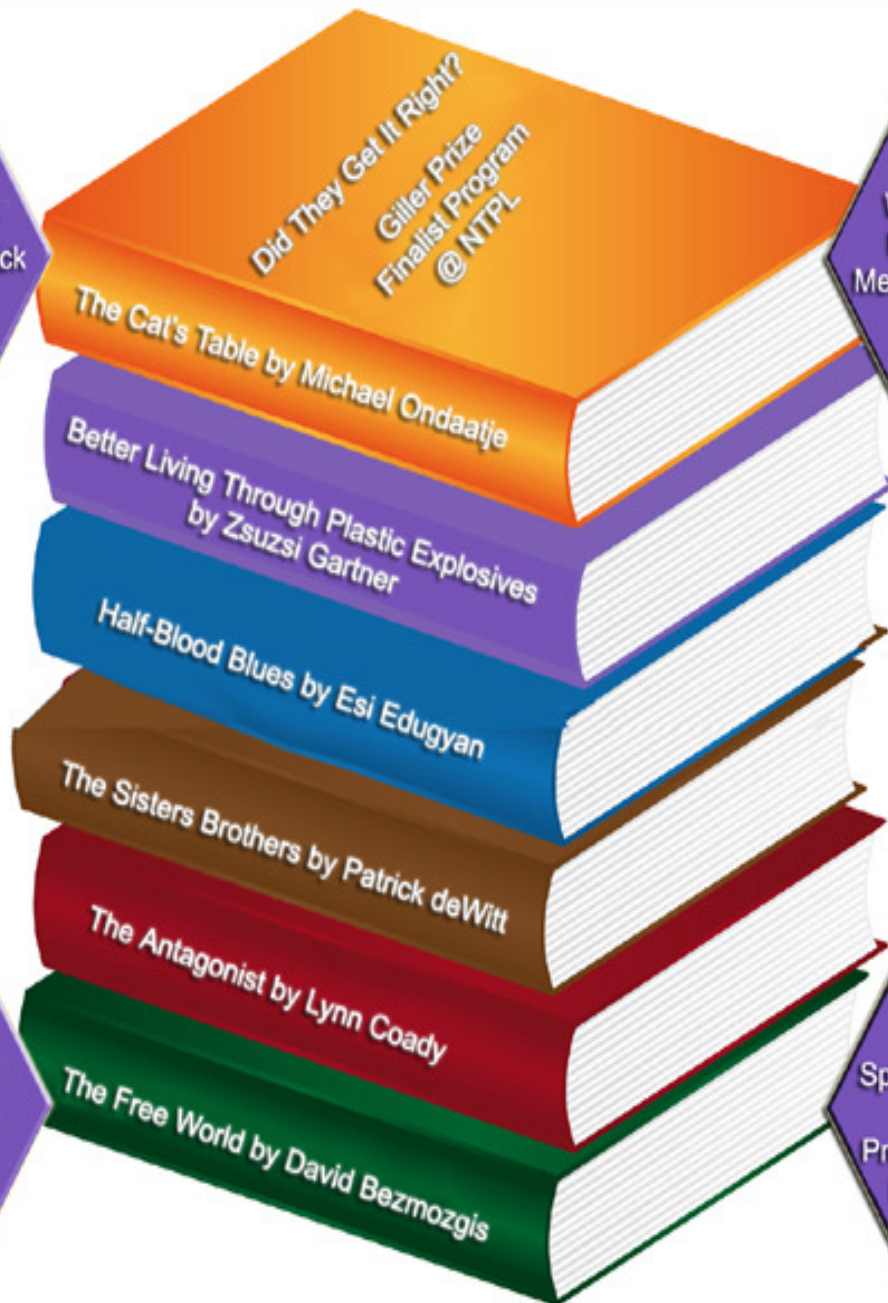 Did They Get It Right?
Giller Prize
Finalist Program
@ NTPL
The Cat's Table by Michael Ondaatje
Better Living Through Plastic Explosives
by Zsuzsi Gartner
Half-Blood Blues by Esi Edugyan
The Sisters Brothers by Patrick deWitt
The Antagonist by Lynn Coady
The Free World by David Bezmozgis